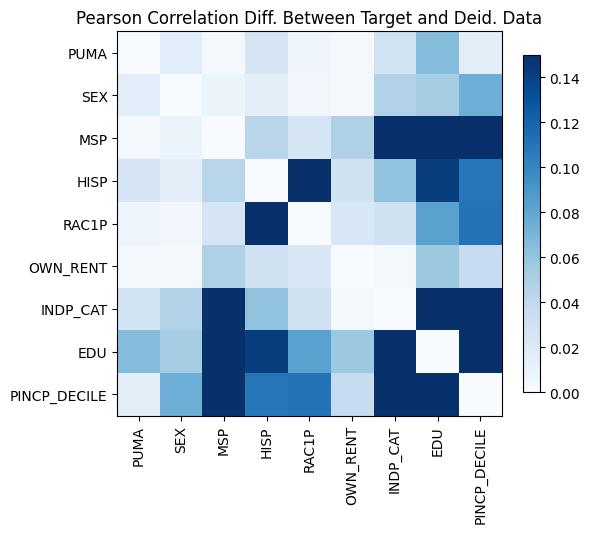 Pearson Correlation Diff. Between Target and Deid. Data
PUMA
SEX
MSP
HISP
RAC1P
OWN_RENT
INDP_CAT
EDU
PINCP_DECILE
PUMA
SEX
MSP
HISP
RAC1P
OWN_RENT
INDP_CAT
EDU
PINCP_DECILE
0.14
0.12
0.10
0.08
0.06
0.04
0.02
0.00